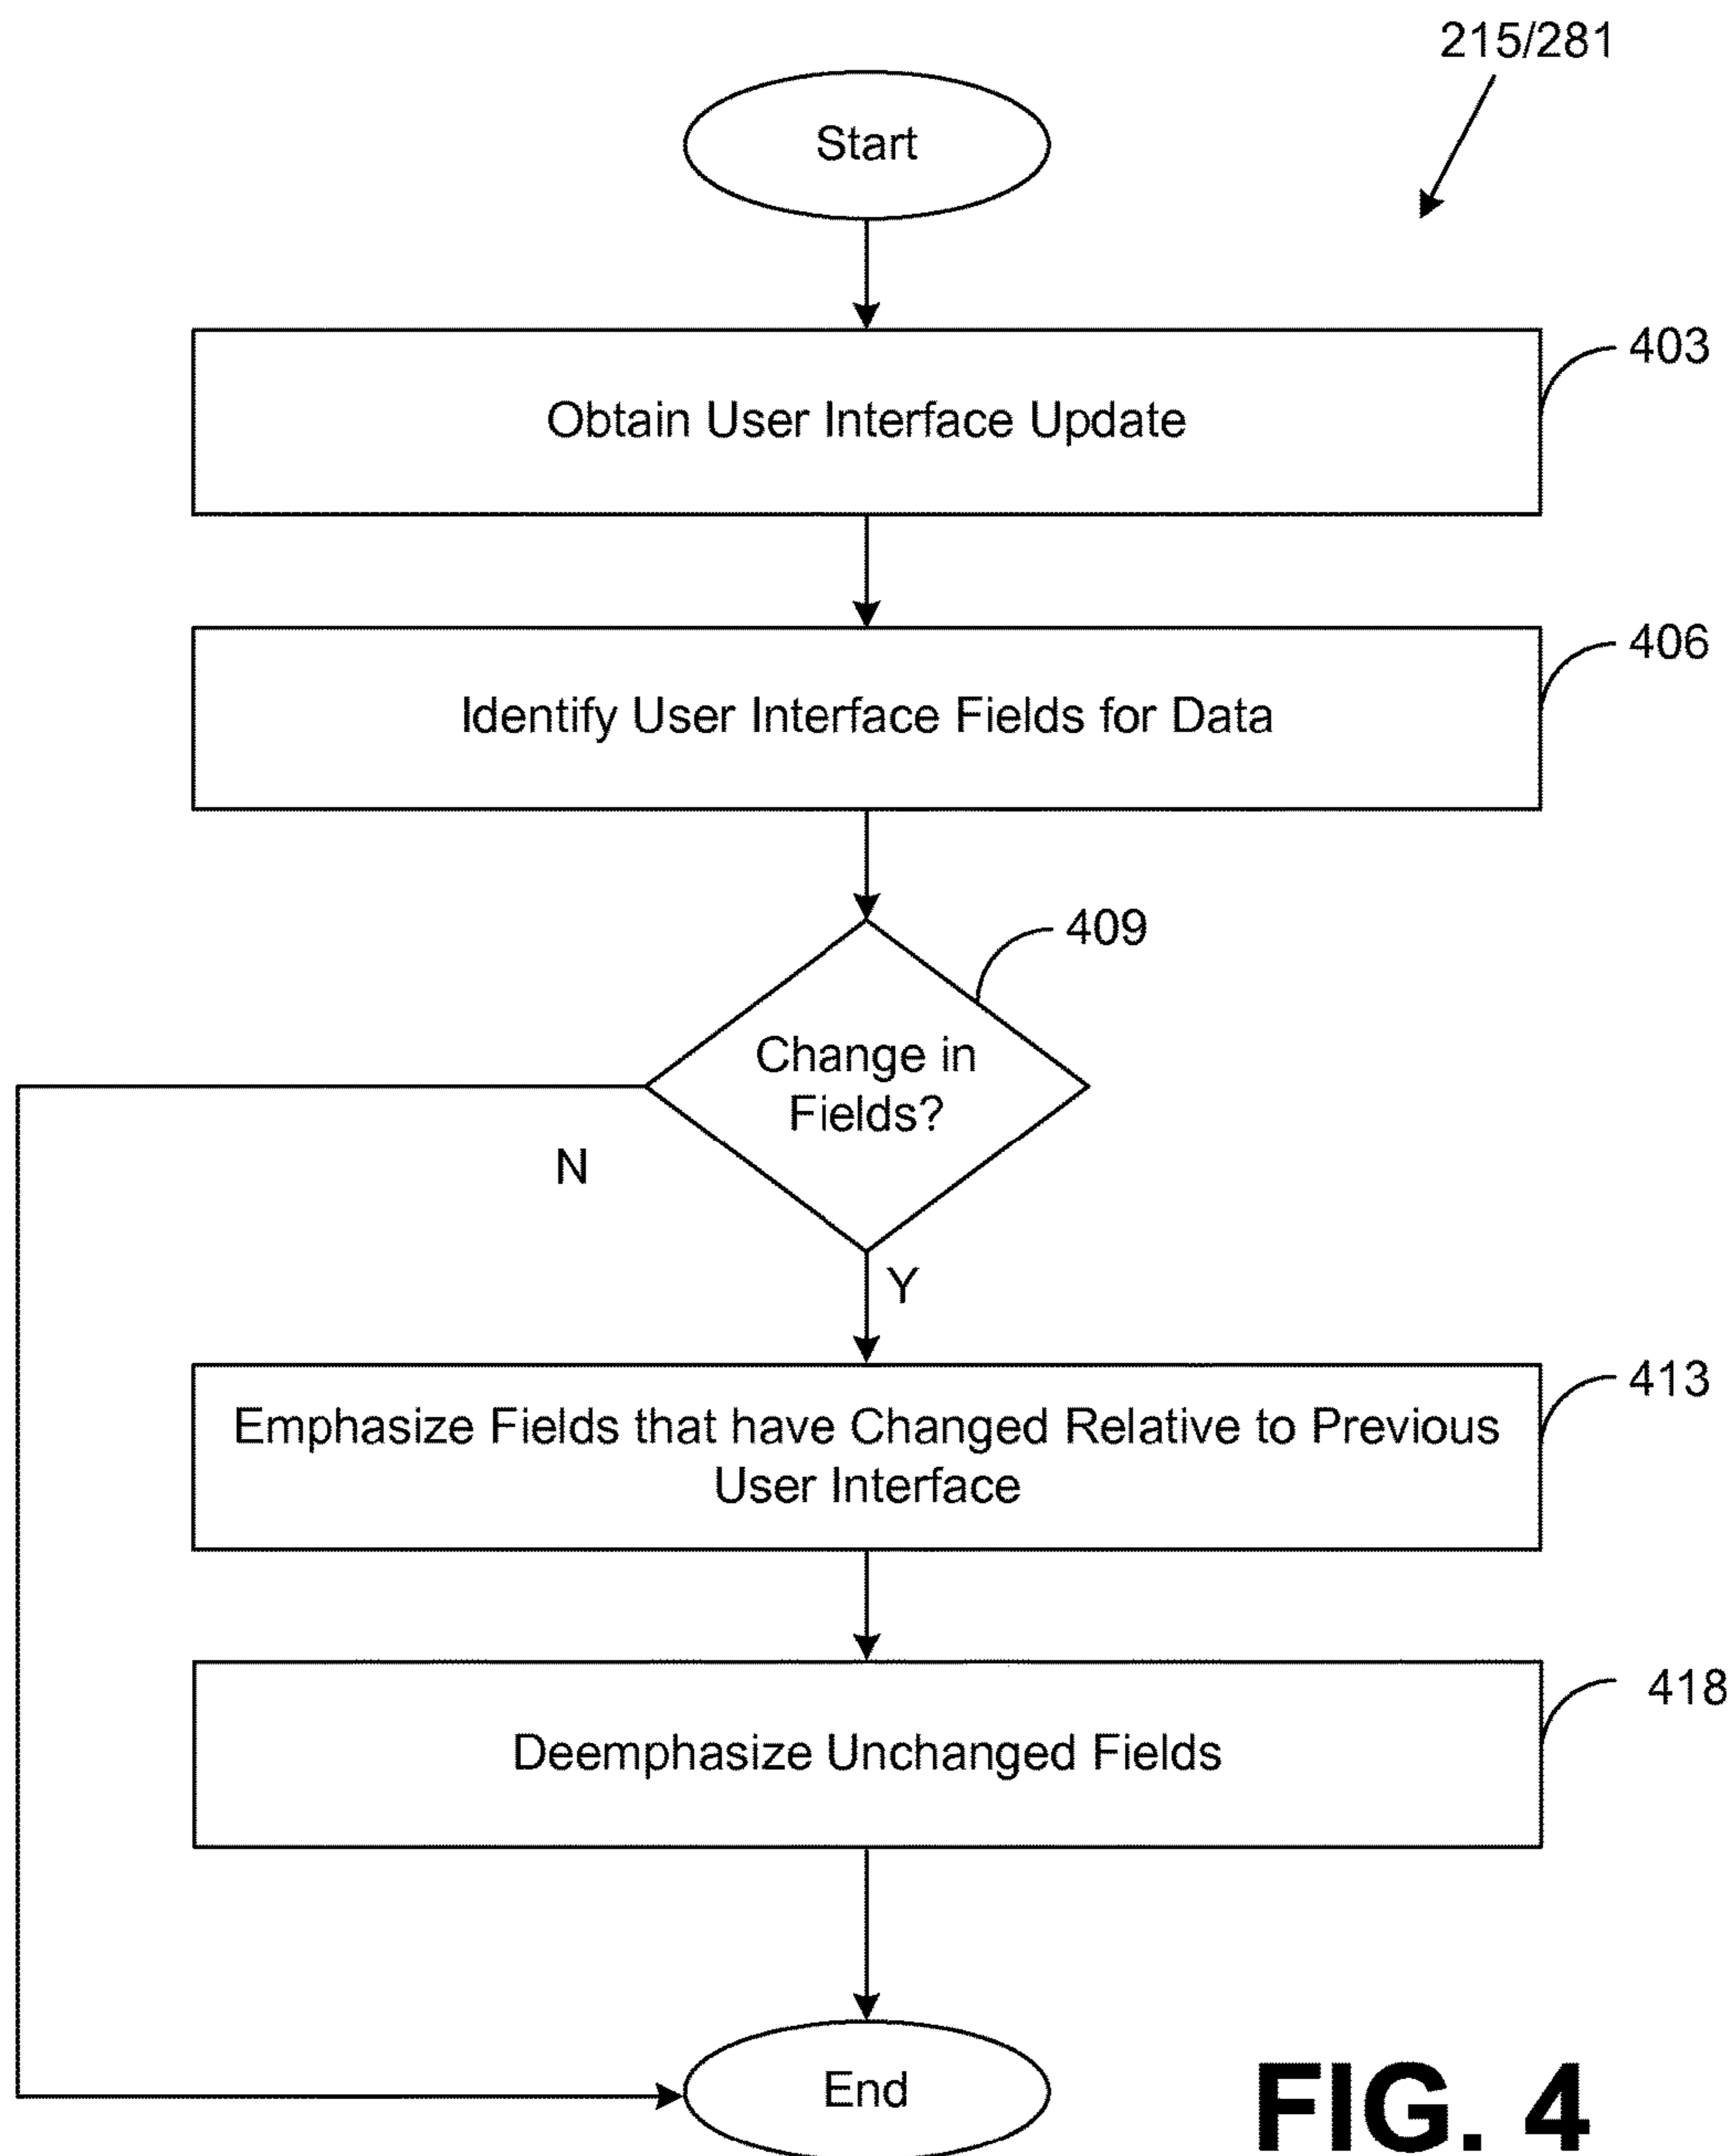 215/281
Start
403
Obtain User Interface Update
406
Identify User Interface Fields for Data
409
Change in
Fields?
N
Y
413
Emphasize Fields that have Changed Relative to Previous
User Interface
418
Deemphasize Unchanged Fields
End
FIG. 4